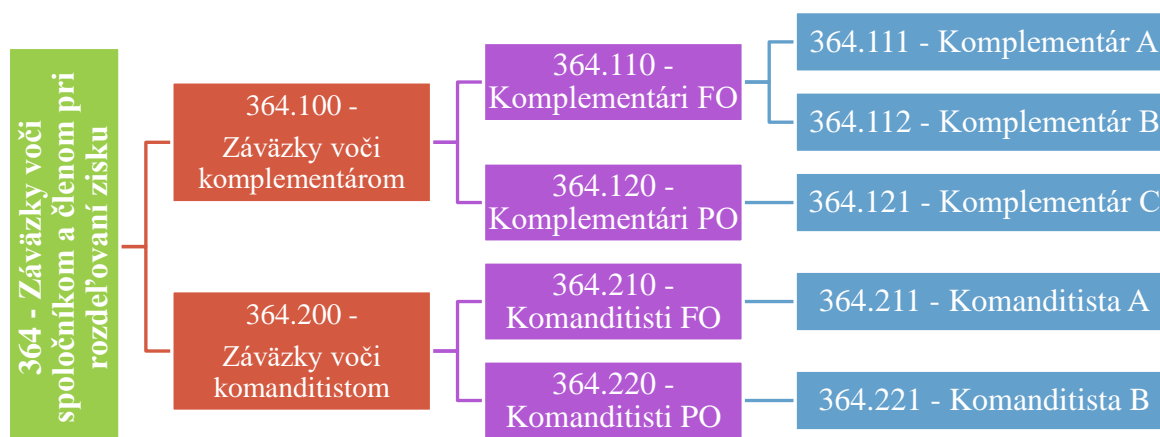 364 - Záväzky voči
spoločníkom a členom pri
rozdeľovaní zisku
364.100 -
Záväzky voči
komplementárom
364.110 -
Komplementári FO
364.111 - Komplementár A
364.112 - Komplementár B
364.120 -
Komplementári PO
364.121 - Komplementár C
364.200 -
Záväzky voči
komanditistom
364.210 -
Komanditisti FO
364.211 - Komanditista A
364.220 -
Komanditisti PO
364.221 - Komanditista B